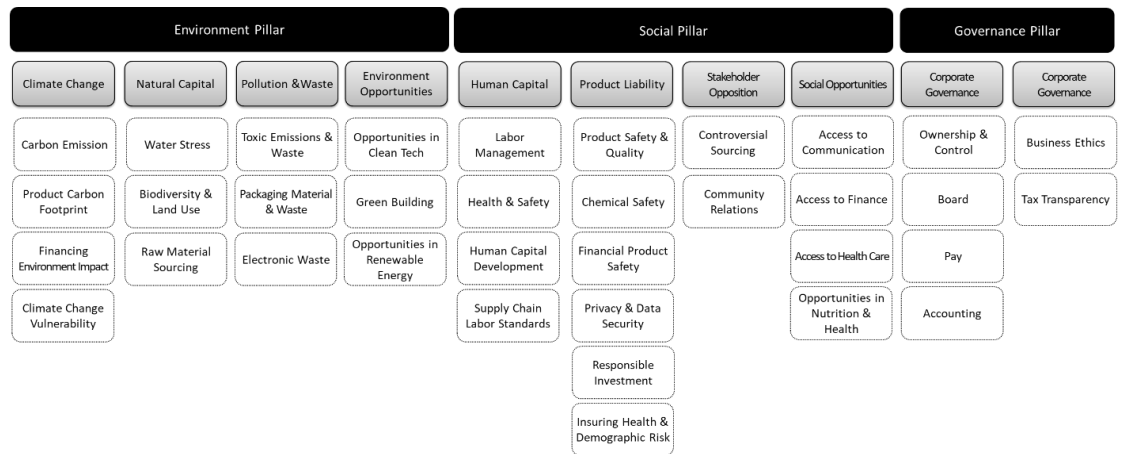 Environment Pillar
Social Pillar
Governance Pillar
Climate Change
Natural Capital
Pollution &Waste
Environment
Opportunities
Human Capital
Product Liability
Stakeholder
Opposition
Social Opportunities
Corporate
Governance
Corporate
Governance
Carbon Emission
Product Carbon
Footprint
Financing
Environment Impact
Climate Change
Vulnerability
Water Stress
Biodiversity &
Land Use
Raw Material
Sourcing
Toxic Emissions &
Waste
Packaging Material
& Waste
Electronic Waste
Opportunities in
Clean Tech
Green Building
Opportunities in
Renewable
Energy
Labor
Management
Health & Safety
Human Capital
Development
Supply Chain
Labor Standards
Product Safety &
Quality
Chemical Safety
Financial Product
Safety
Privacy & Data
Security
Responsible
Investment
Insuring Health &
Demographic Risk
Controversial
Sourcing
Community
Relations
Access to
Communication
Access to Finance
Access to Health Care
Opportunities in
Nutrition &
Health
Ownership &
Control
Board
Pay
Accounting
Business Ethics
Tax Transparency